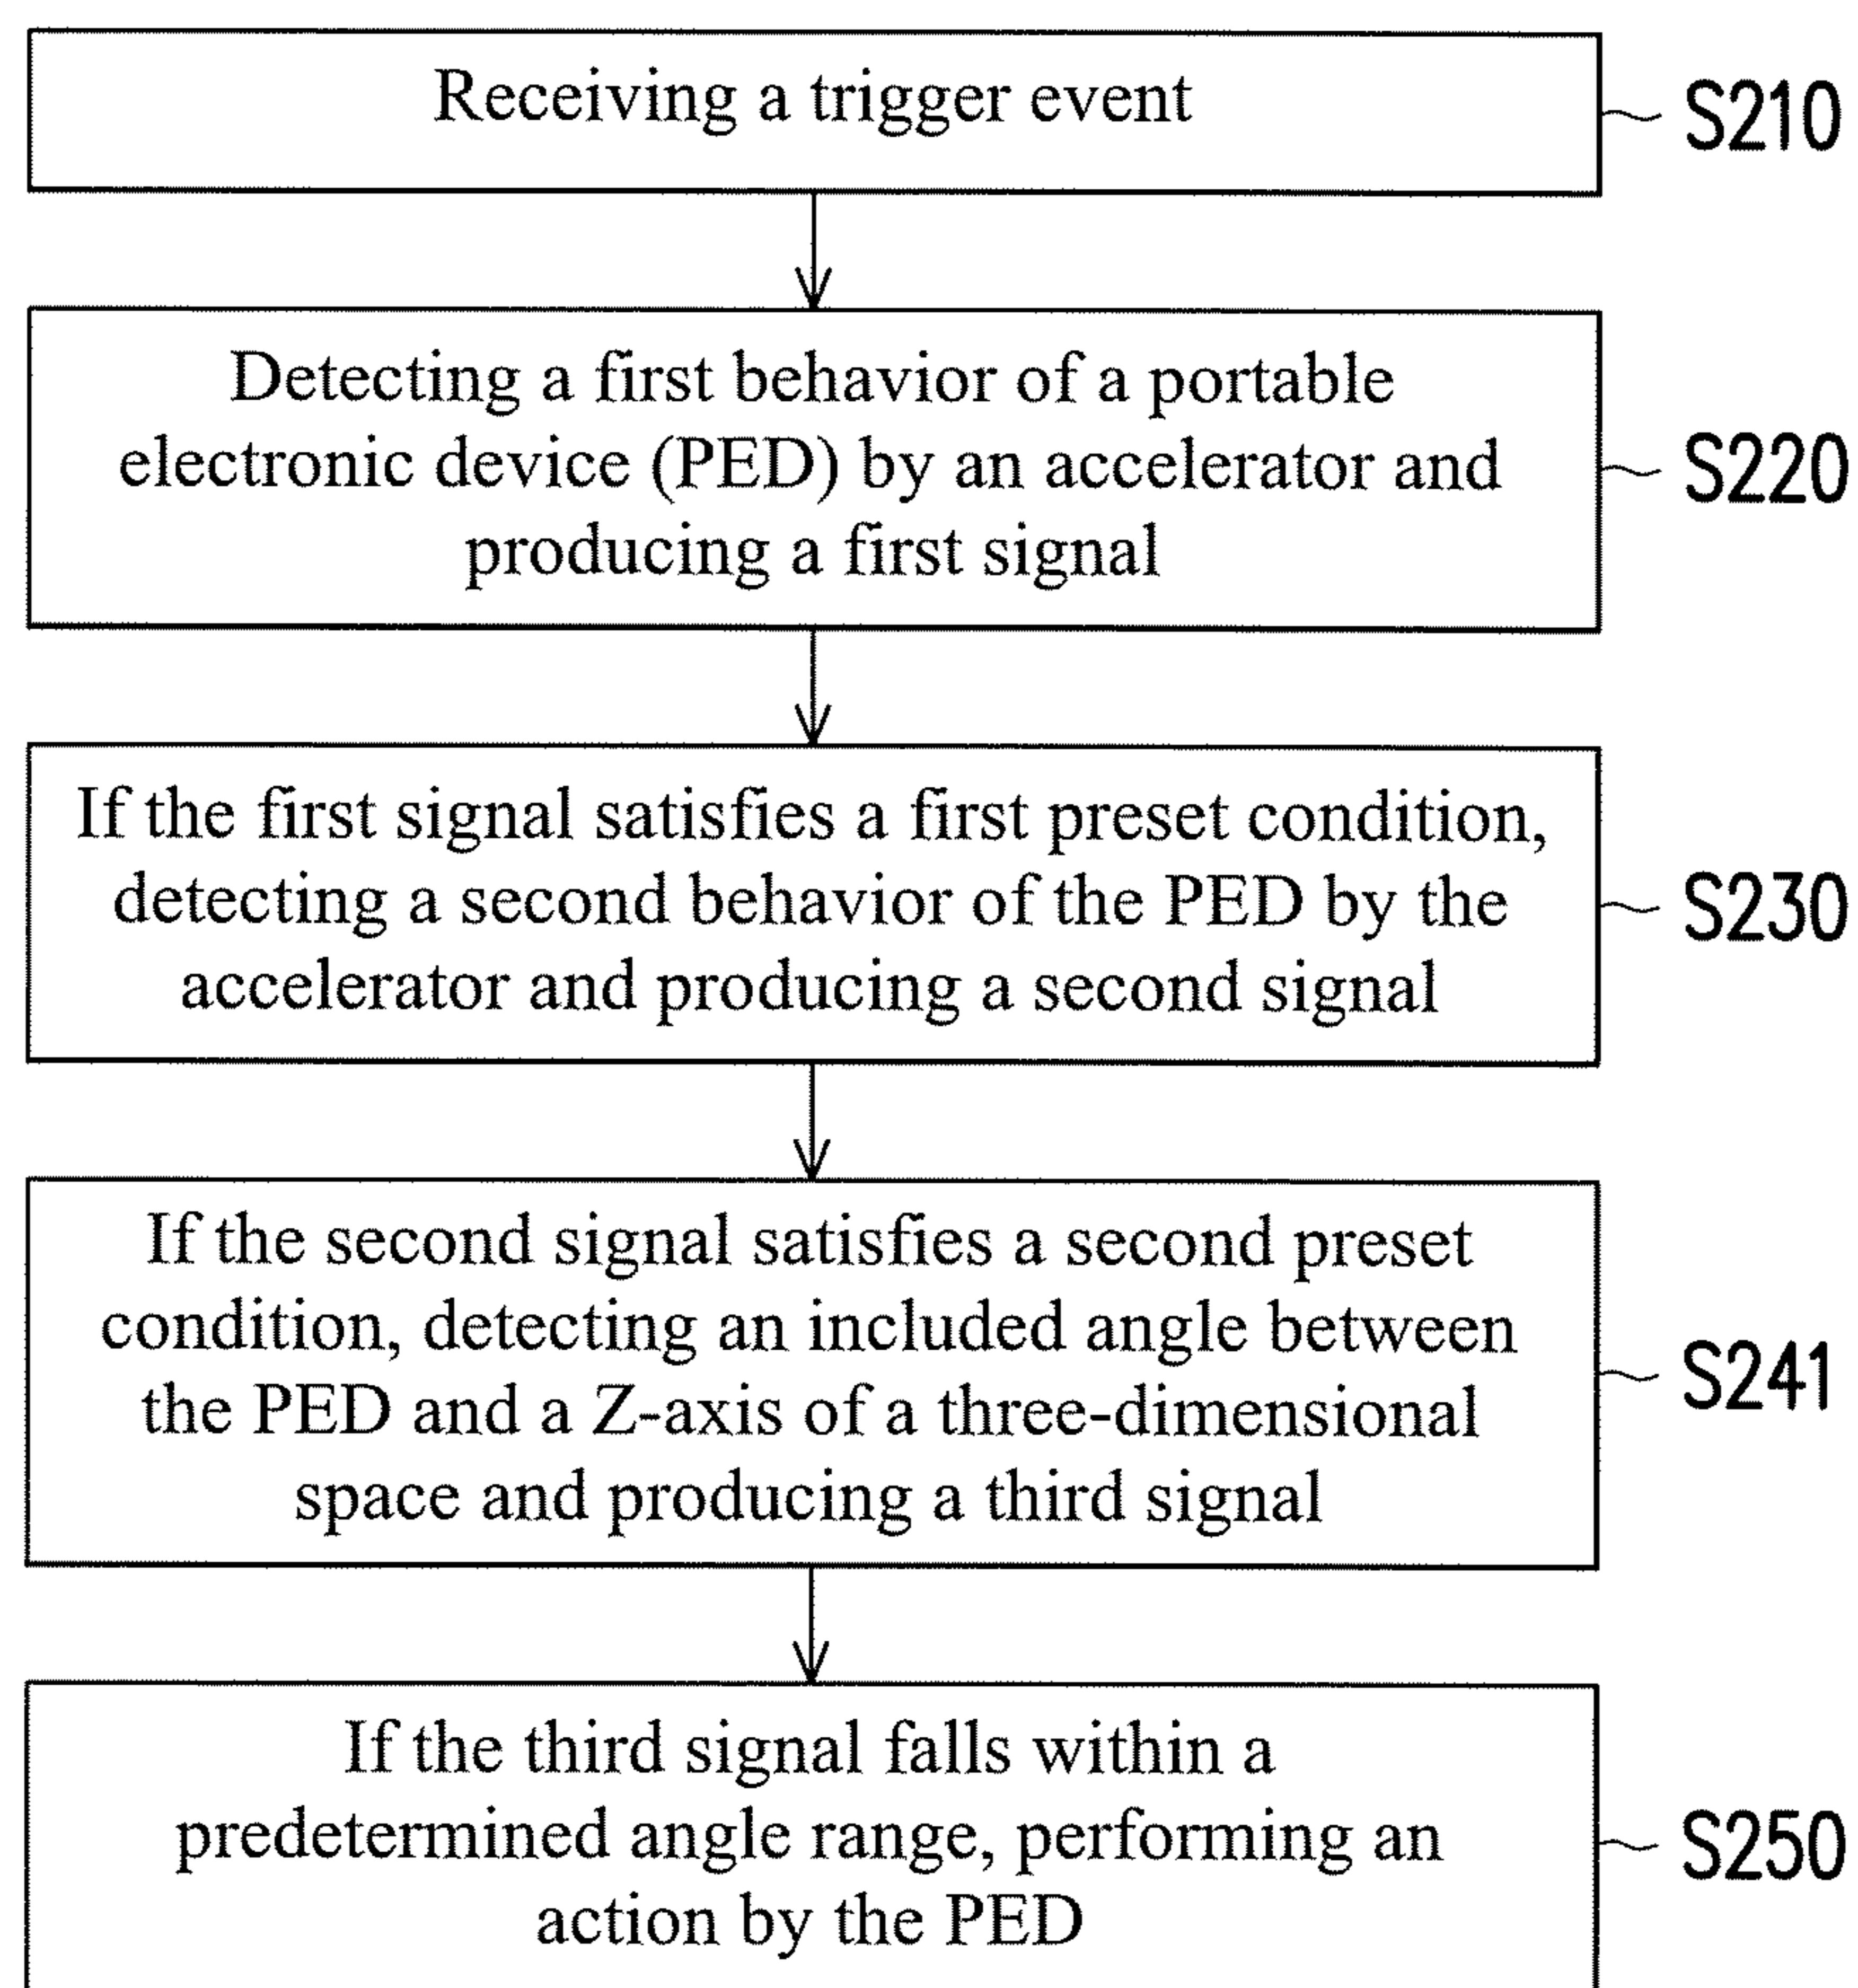 Receiving a trigger event
S210
Detecting a first behavior of a portable
electronic device (PED) by an accelerator and
producing a first signal
S220
If the first signal satisfies a first preset condition,
detecting a second behavior of the PED by the
accelerator and producing a second signal
S230
If the second signal satisfies a second preset
condition, detecting an included angle between
the PED and a Z-axis of a three-dimensional
space and producing a third signal
S241
If the third signal falls within a
predetermined angle range, performing an
action by the PED
S250